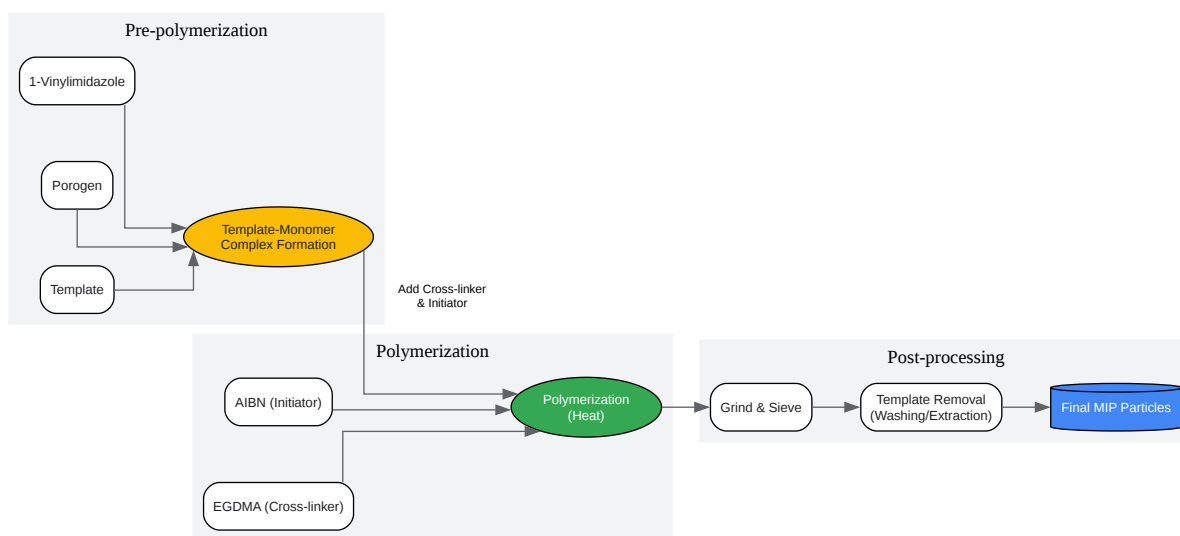 Pre-polymerization
1-Vinylimidazole
Porogen
Template-Monomer
Complex Formation
Template
Add Cross-linker
& Initiator
Polymerization
AIBN (Initiator)
Polymerization
(Heat)
EGDMA (Cross-linker)
Post-processing
Grind & Sieve
Template Removal
(Washing/Extraction)
Final MIP Particles